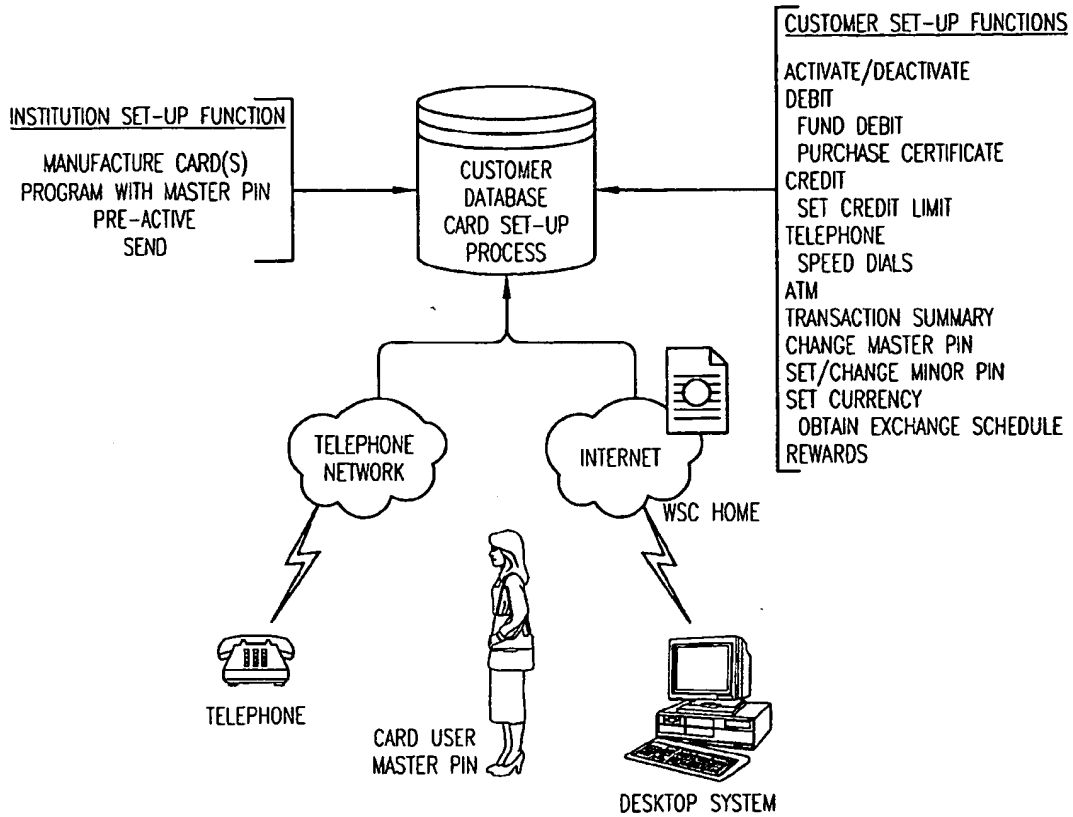 INSTITUTION SET-UP FUNCTION
MANUFACTURE CARD(S)
PROGRAM WITH MASTER PIN
PRE-ACTIVE
SEND
CUSTOMER
DATABASE
CARD SET-UP
PROCESS
CUSTOMER SET-UP FUNCTIONS
ACTIVATE/DEACTIVATE
DEBIT
FUND DEBIT
PURCHASE CERTIFICATE
CREDIT
SET CREDIT LIMIT
TELEPHONE
SPEED DIALS
ATM
TRANSACTION SUMMARY
CHANGE MASTER PIN
SET/CHANGE MINOR PIN
SET CURRENCY
OBTAIN EXCHANGE SCHEDULE
REWARDS
TELEPHONE
NETWORK
INTERNET
WSC HOME
TELEPHONE
CARD USER
MASTER PIN
DESKTOP SYSTEM